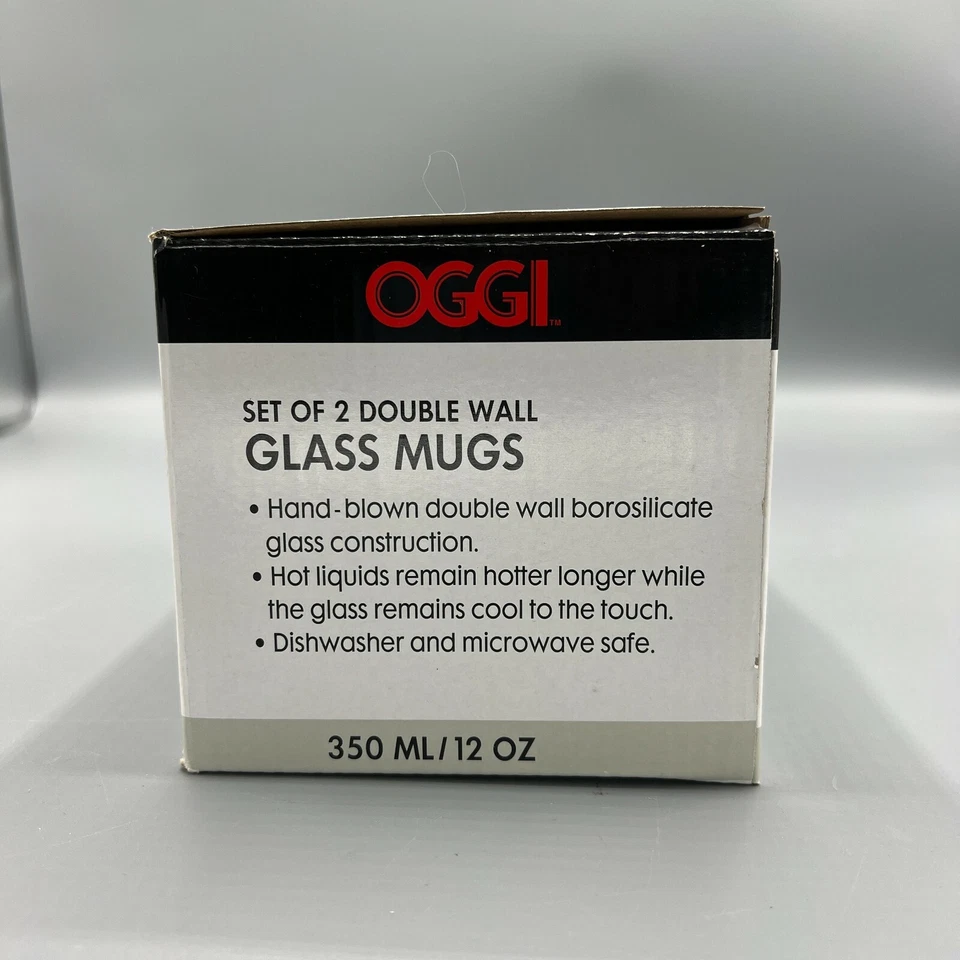 OGGI™
SET OF 2 DOUBLE WALL
GLASS MUGS
• Hand-blown double wall borosilicate
glass construction.
• Hot liquids remain hotter longer while
the glass remains cool to the touch.
• Dishwasher and microwave safe.
350 ML/12 OZ